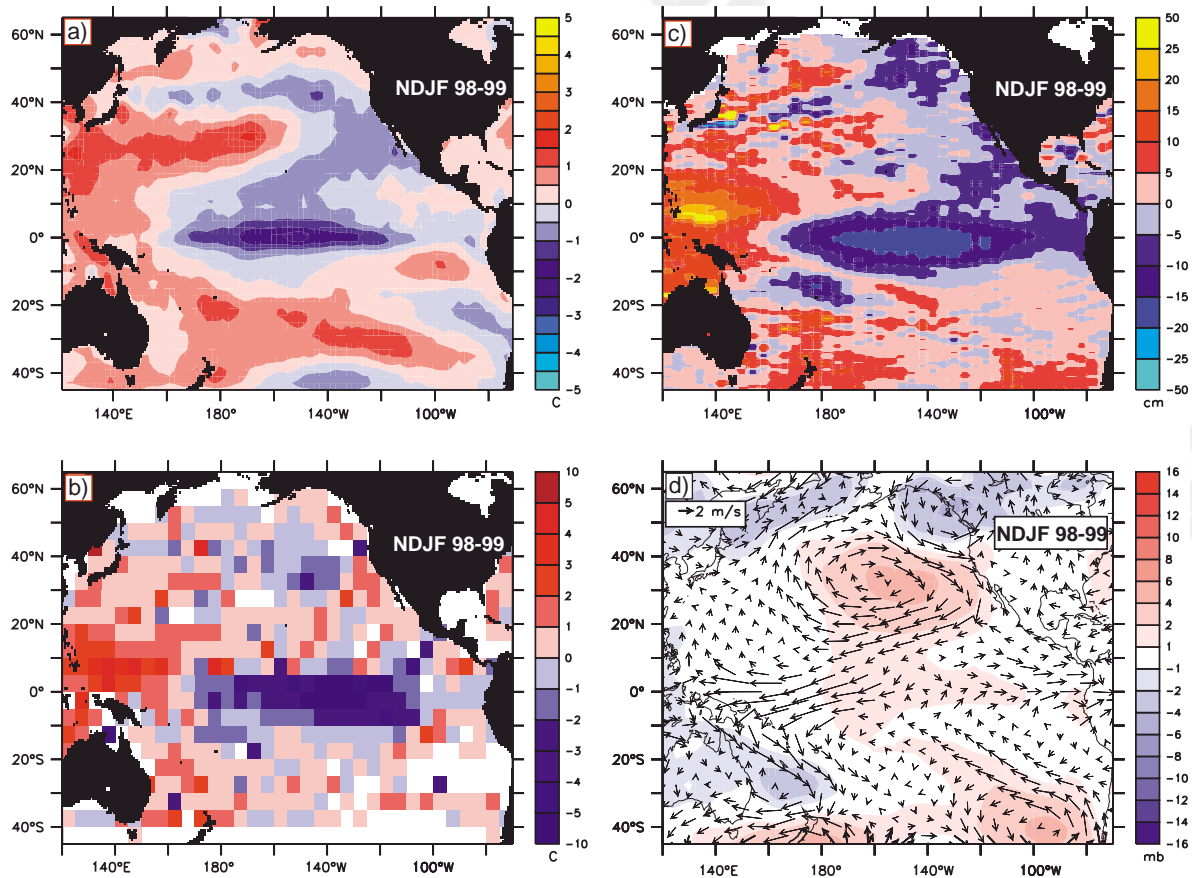 a)
NDJF 98-99
60°N
40°N
20°N
0°
20°S
40°S
140°E
180°
140°W
100°W
5
4
3
2
1
0
-1
-2
-3
-4
-5
C
c)
NDJF 98-99
60°N
40°N
20°N
0°
20°S
40°S
140°E
180°
140°W
100°W
50
25
20
15
10
5
0
-5
-10
-15
-20
-25
-50
cm
b)
NDJF 98-99
60°N
40°N
20°N
0°
20°S
40°S
140°E
180°
140°W
100°W
10
5
4
3
2
1
0
-1
-2
-3
-4
-5
-10
C
d)
2 m/s
NDJF 98-99
60°N
40°N
20°N
0°
20°S
40°S
140°E
180°
140°W
100°W
16
14
12
10
8
6
4
2
1
-1
-2
-4
-6
-8
-10
-12
-14
-16
mb